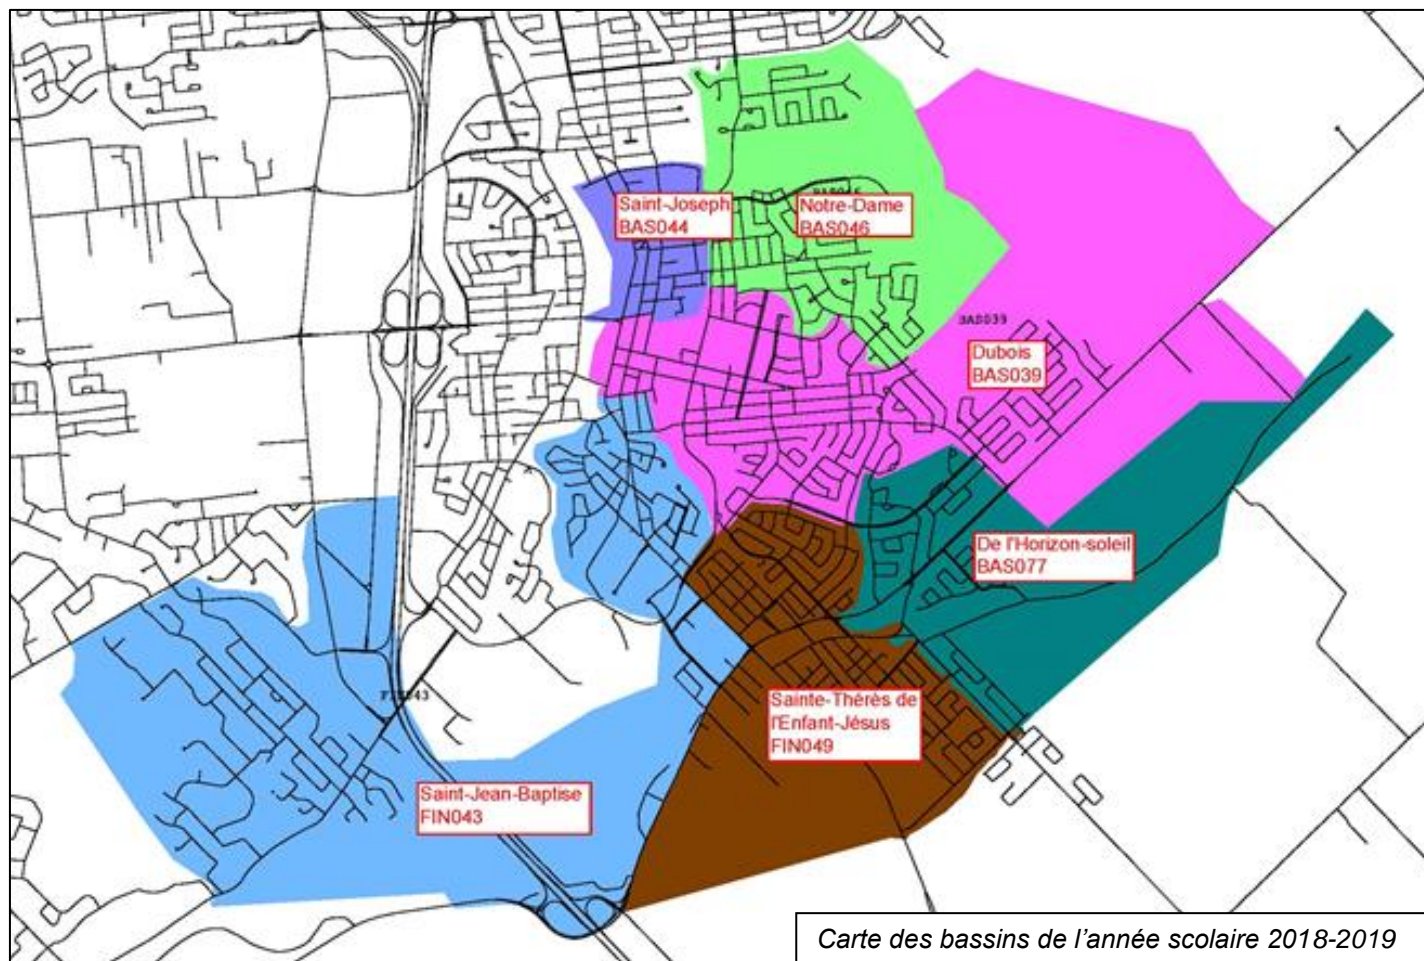 Saint-Joseph
BAS044
Notre-Dame
BAS046
BAS039
Dubois
BAS039
De l'Horizon-soleil
BAS077
Sainte-Thérès de
l'Enfant-Jésus
FIN049
Saint-Jean-Baptise
FIN043
Carte des bassins de l’année scolaire 2018-2019